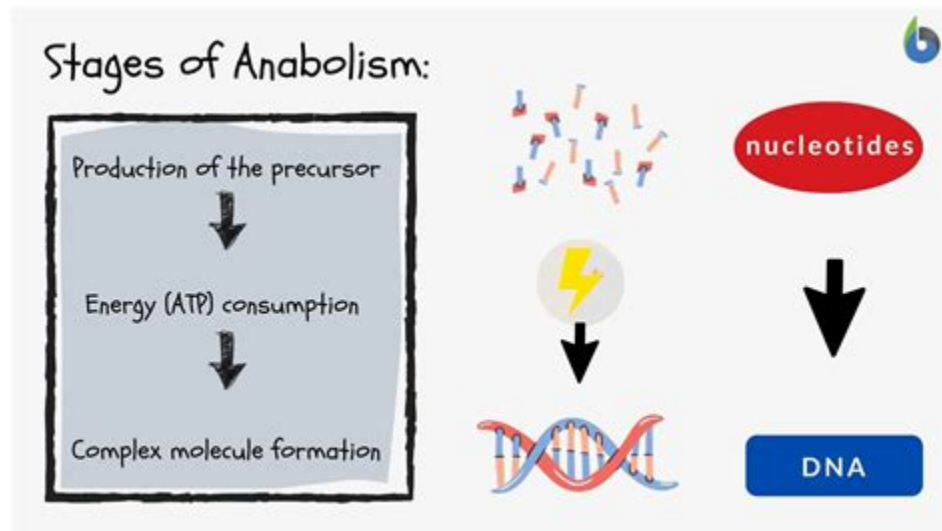 Stages of Anabolism:
Production of the precursor
Energy (ATP) consumption
Complex molecule formation
nucleotides
DNA